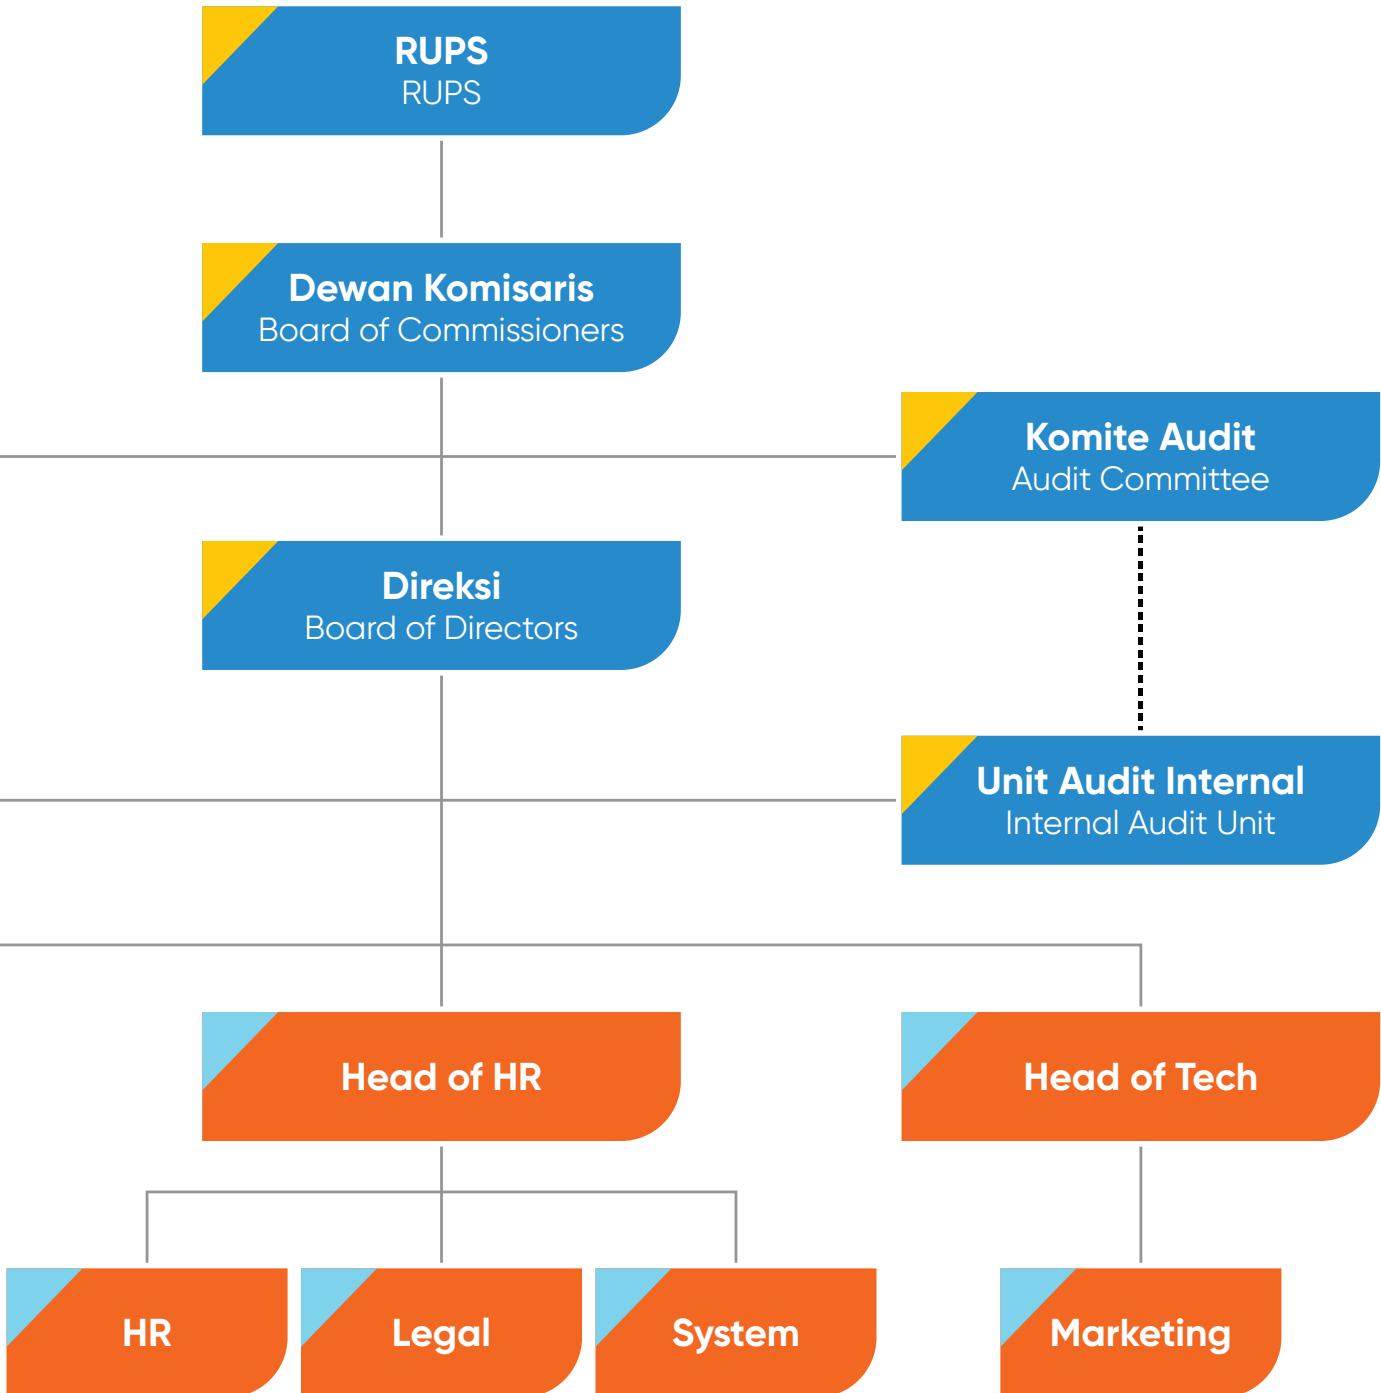 RUPS
RUPS
Dewan Komisaris
Board of Commissioners
Komite Audit
Audit Committee
Direksi
Board of Directors
Unit Audit Internal
Internal Audit Unit
Head of HR
Head of Tech
HR
Legal
System
Marketing